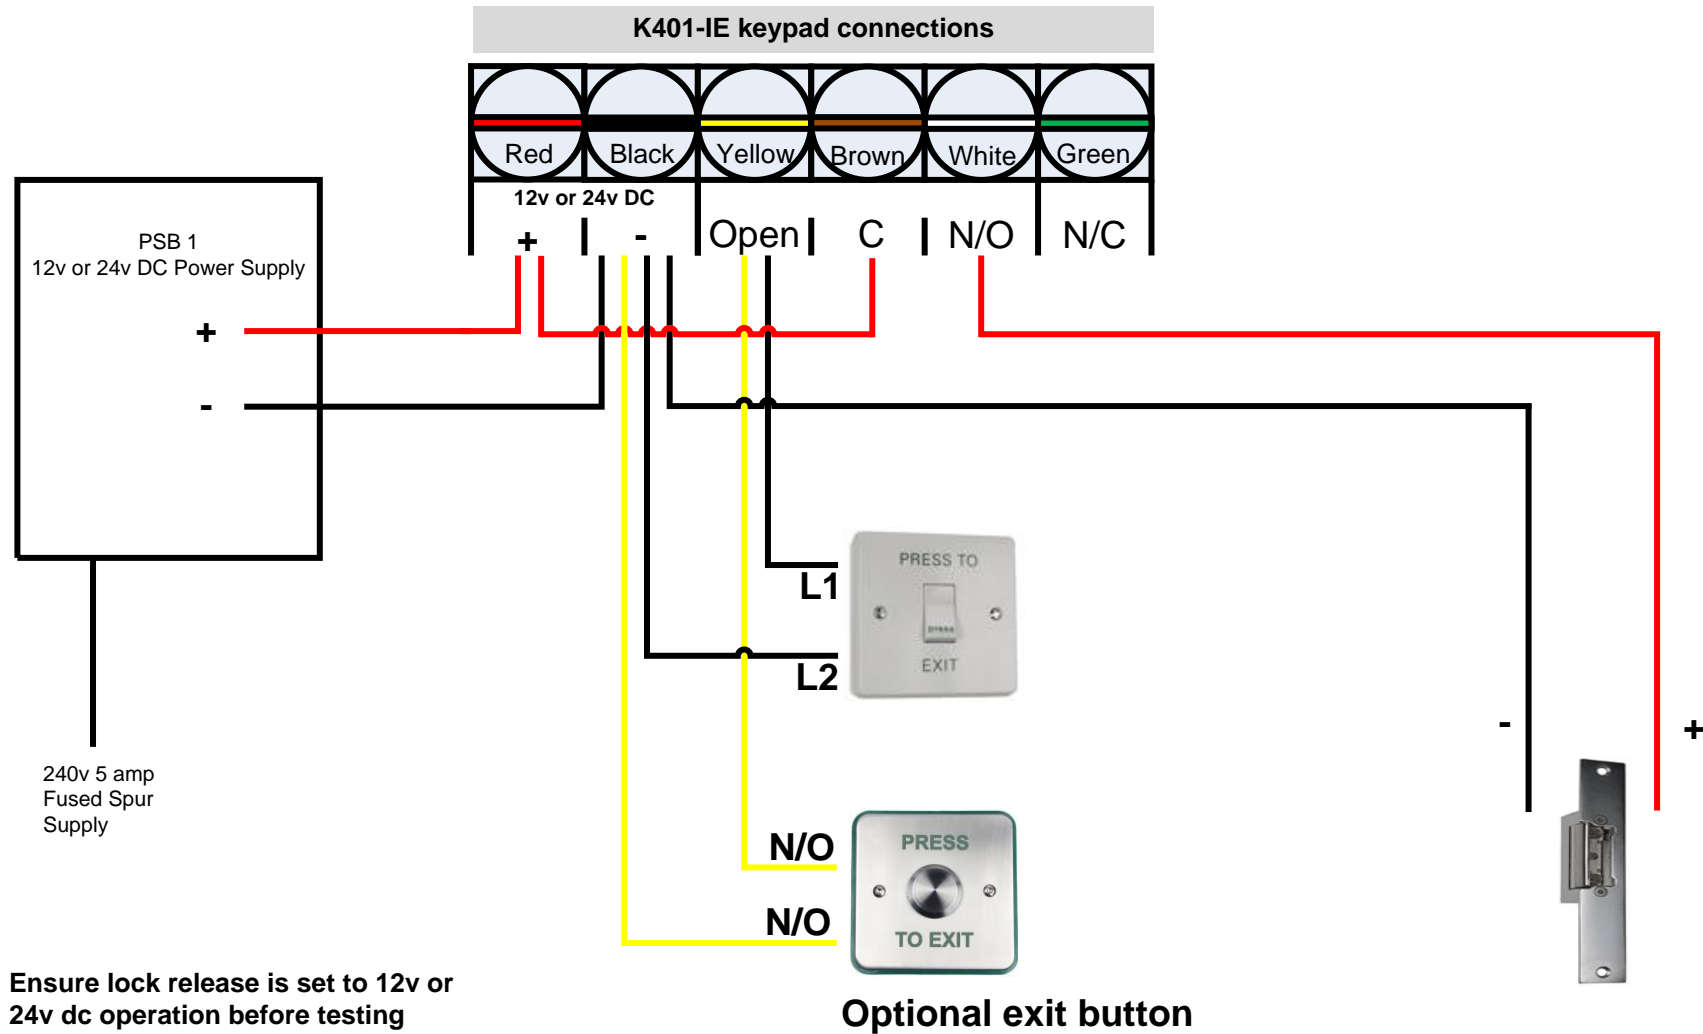 K401-IE keypad connections
Red Black Yellow Brown White Green
12v or 24v DC
+ - Open C N/O N/C
PSB 1
12v or 24v DC Power Supply
+
-
240v 5 amp
Fused Spur
Supply
L1
L2
PRESS TO
press
EXIT
N/O
N/O
PRESS
TO EXIT
- +
Ensure lock release is set to 12v or
24v dc operation before testing
Optional exit button